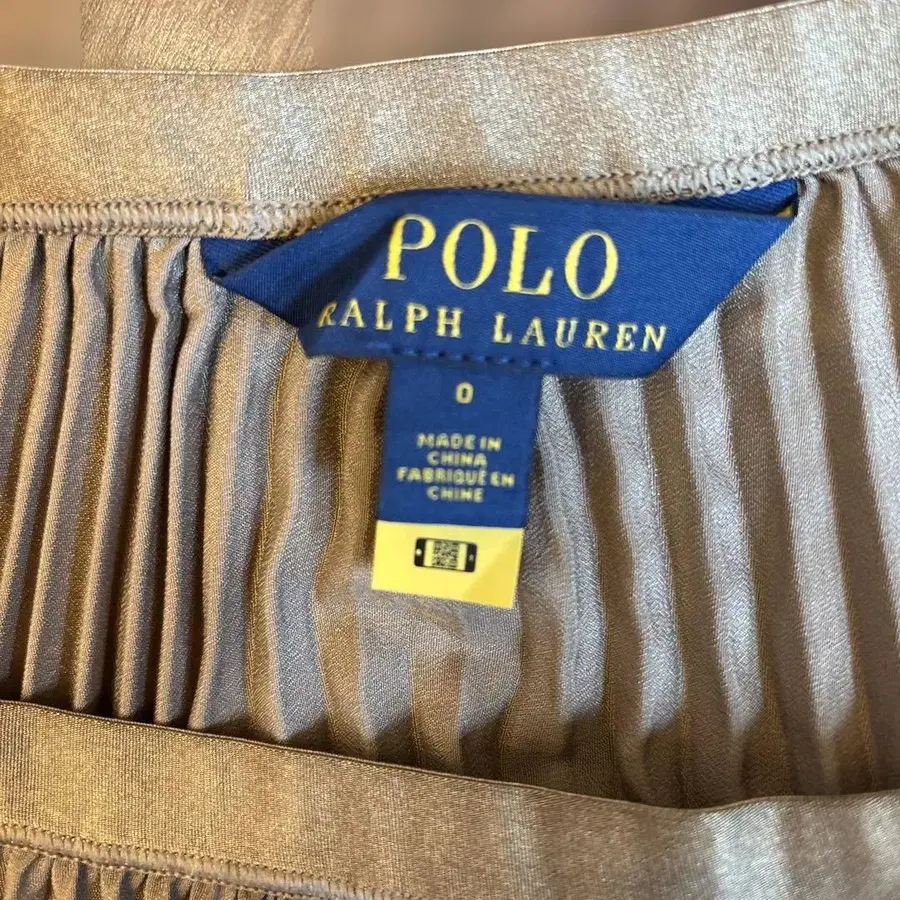 POLO
RALPH LAUREN
0
MADE IN
CHINA
FABRIQUÉ EN
CHINE